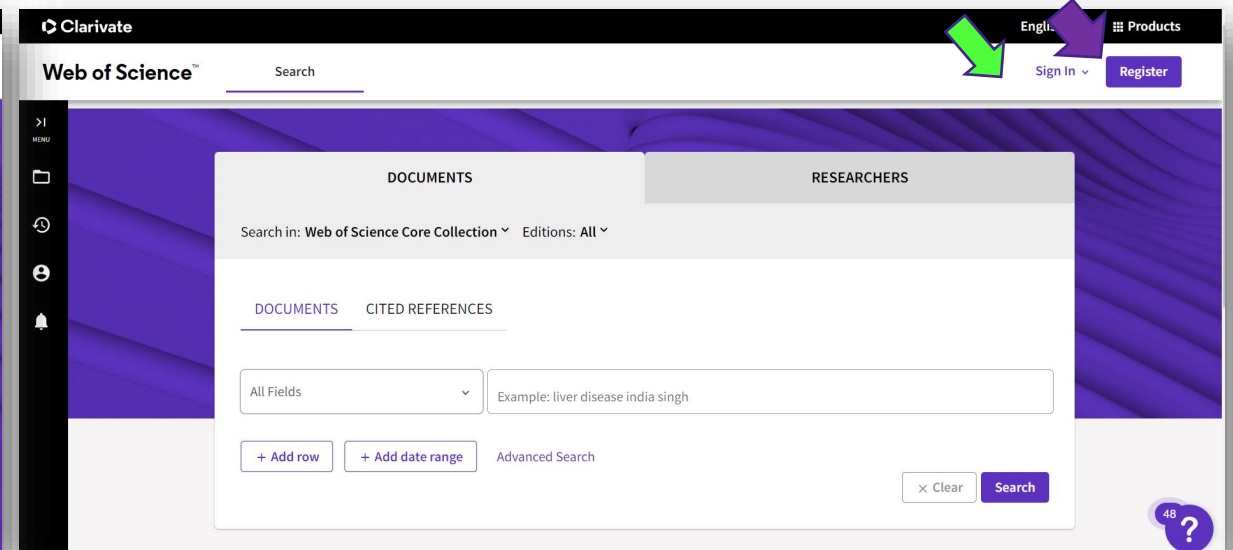 Clarivate
Products
Web of Science™
Search
Sign In
Register
MENU
DOCUMENTS
RESEARCHERS
Search in: Web of Science Core Collection Editions: All
DOCUMENTS CITED REFERENCES
All Fields
Example: liver disease india singh
+ Add row
+ Add date range
Advanced Search
× Clear
Search
48
?